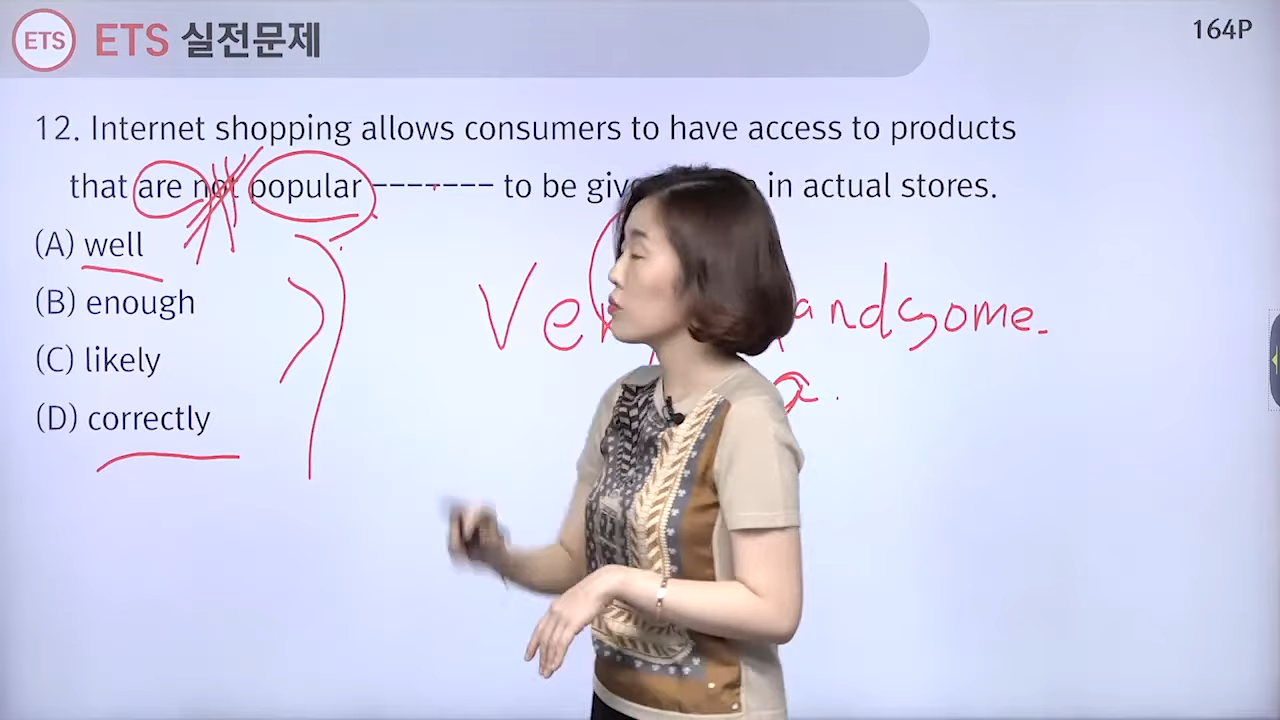 ETS ETS 실전문제
164P
12. Internet shopping allows consumers to have access to products
that are not popular ------- to be in actual stores.
(A) well
(B) enough
(C) likely
(D) correctly
andsome.
a.